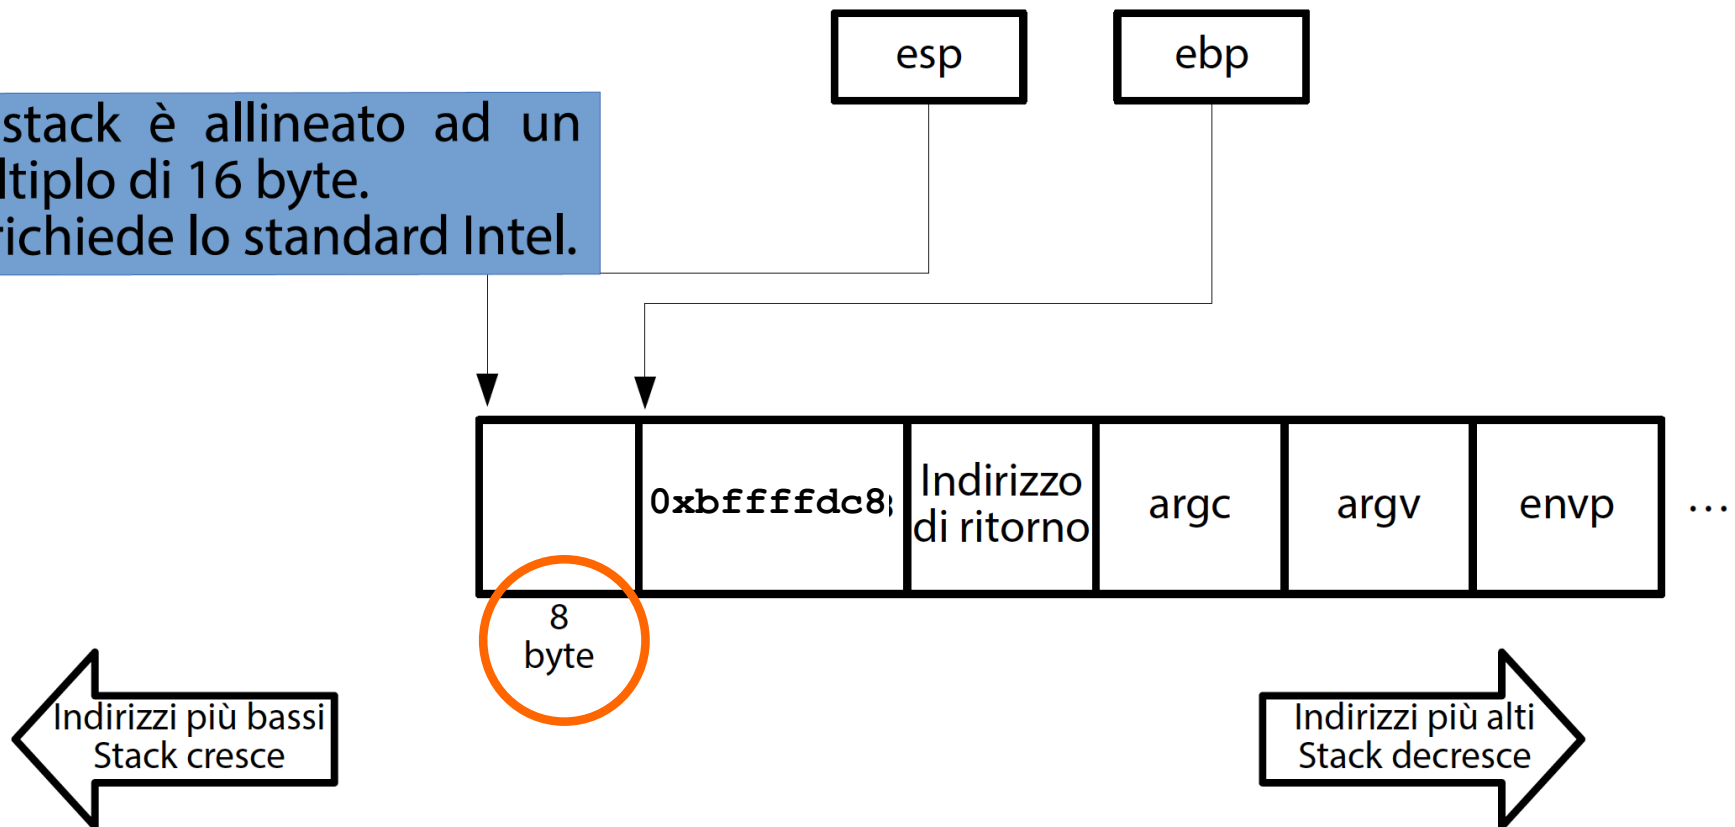 esp
ebp
stack è allineato ad un
ltiplo di 16 byte.
richiede lo standard Intel.
0xbffffdc8
Indirizzo
di ritorno
argc
argv
envp
...
8
byte
Indirizzi più bassi
Stack cresce
Indirizzi più alti
Stack decresce